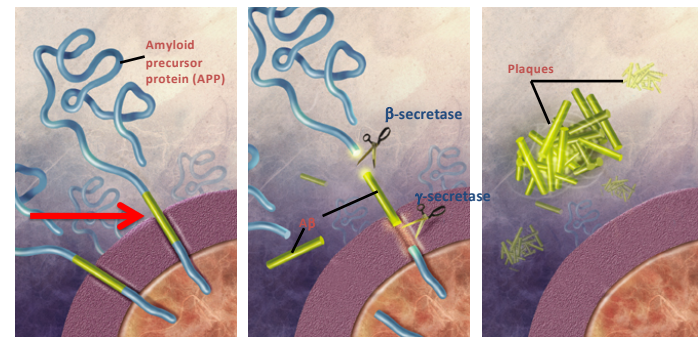 Amyloid
precursor
protein (APP)
β-secretase
γ-secretase
Aβ
Plaques